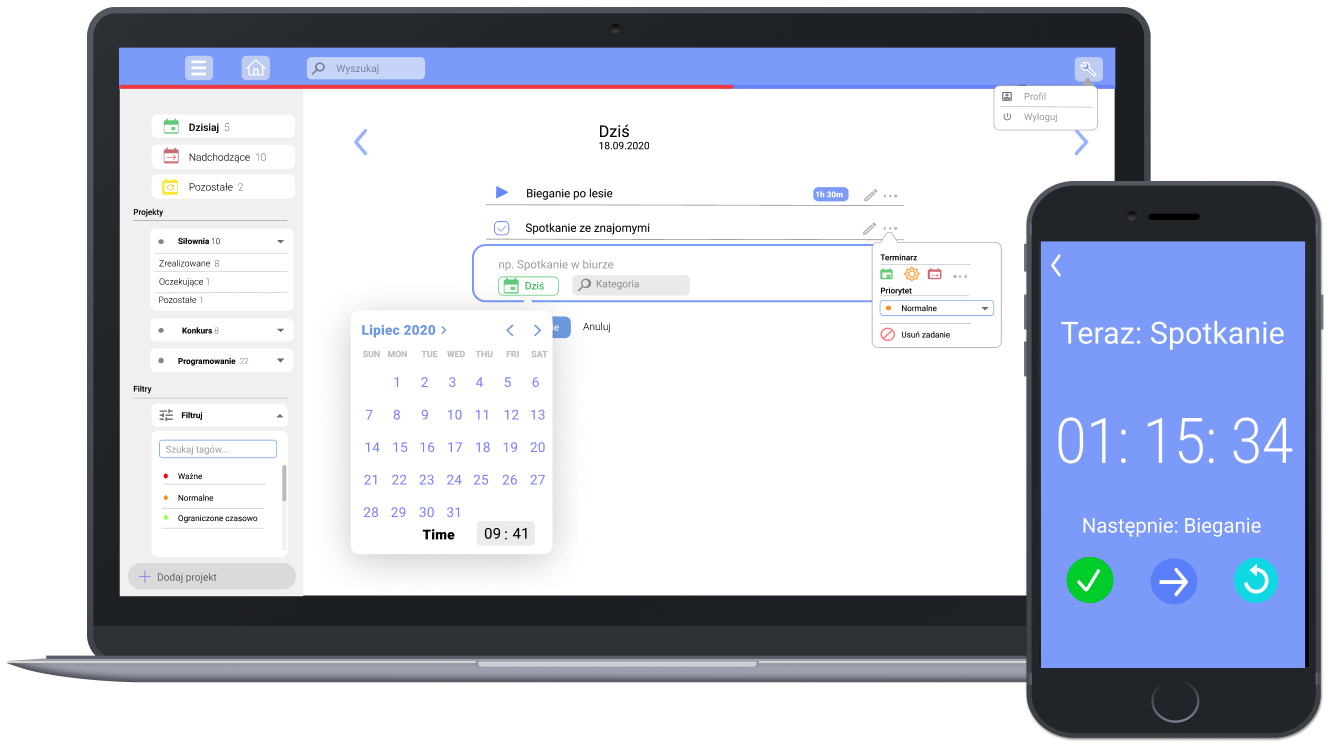 Wyszukaj
Profil
Wyloguj
Dzisiaj 5
Nadchodzące 10
Pozostałe 2
Projekty
Siłownia 10
Zrealizowane 8
Oczekujące 1
Pozostałe 1
Konkurs 8
Programowanie 22
Filtry
Filtruj
Szukaj tagów...
Ważne
Normalne
Ograniczone czasowo
Dodaj projekt
Dziś
18.09.2020
Bieganie po lesie 1h 30m
Spotkanie ze znajomymi
np. Spotkanie w biurze
Dziś Kategoria
Anuluj
Terminarz
Priorytet
Normalne
Usuń zadanie
Lipiec 2020
SUN MON TUE WED THU FRI SAT
1 2 3 4 5 6
7 8 9 10 11 12 13
14 15 16 17 18 19 20
21 22 23 24 25 26 27
28 29 30 31
Time 09 : 41
Teraz: Spotkanie
01: 15: 34
Następnie: Bieganie